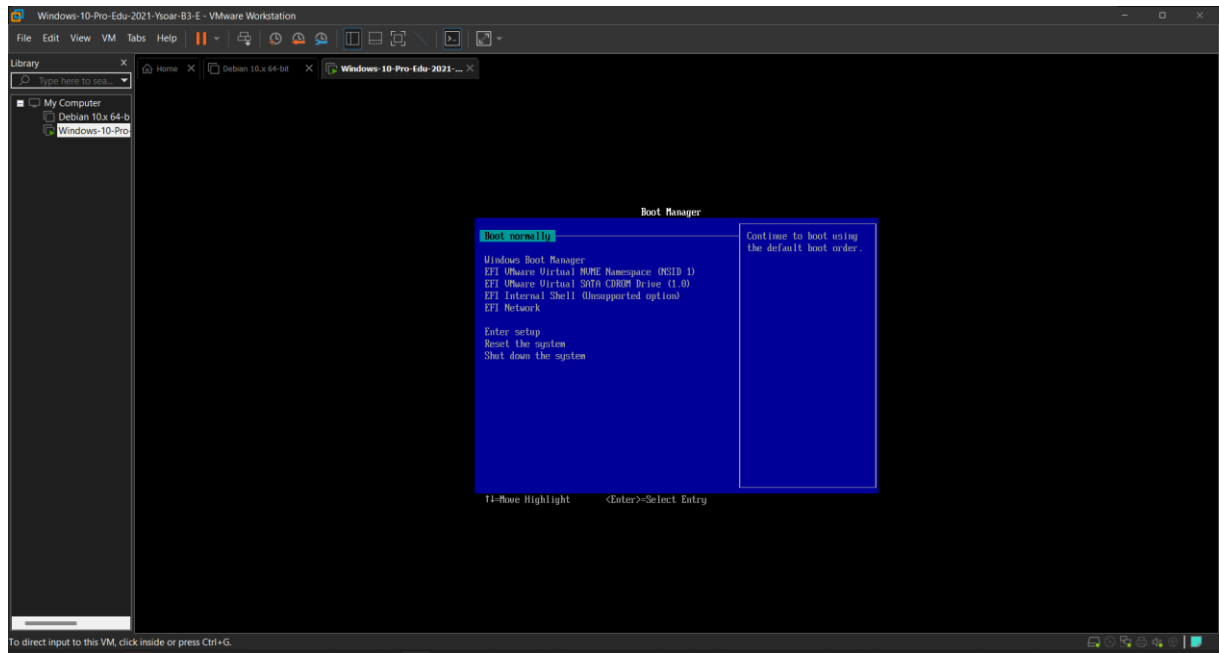 Windows-10-Pro-Edu-2021-Ysoar-B3-E - VMware Workstation
File Edit View VM Tabs Help
Library
Type here to sea...
Home
Debian 10.x 64-bit
Windows-10-Pro-Edu-2021-...
My Computer
Debian 10.x 64-b
Windows-10-Pro-
Boot Manager
Boot normally
Continue to boot using
the default boot order.
Windows Boot Manager
EFI VMware Virtual NVME Namespace (NSID 1)
EFI VMware Virtual SATA CDROM Drive (1.0)
EFI Internal Shell (Unsupported option)
EFI Network
Enter setup
Reset the system
Shut down the system
↑↓=Move Highlight <Enter>=Select Entry
To direct input to this VM, click inside or press Ctrl+G.